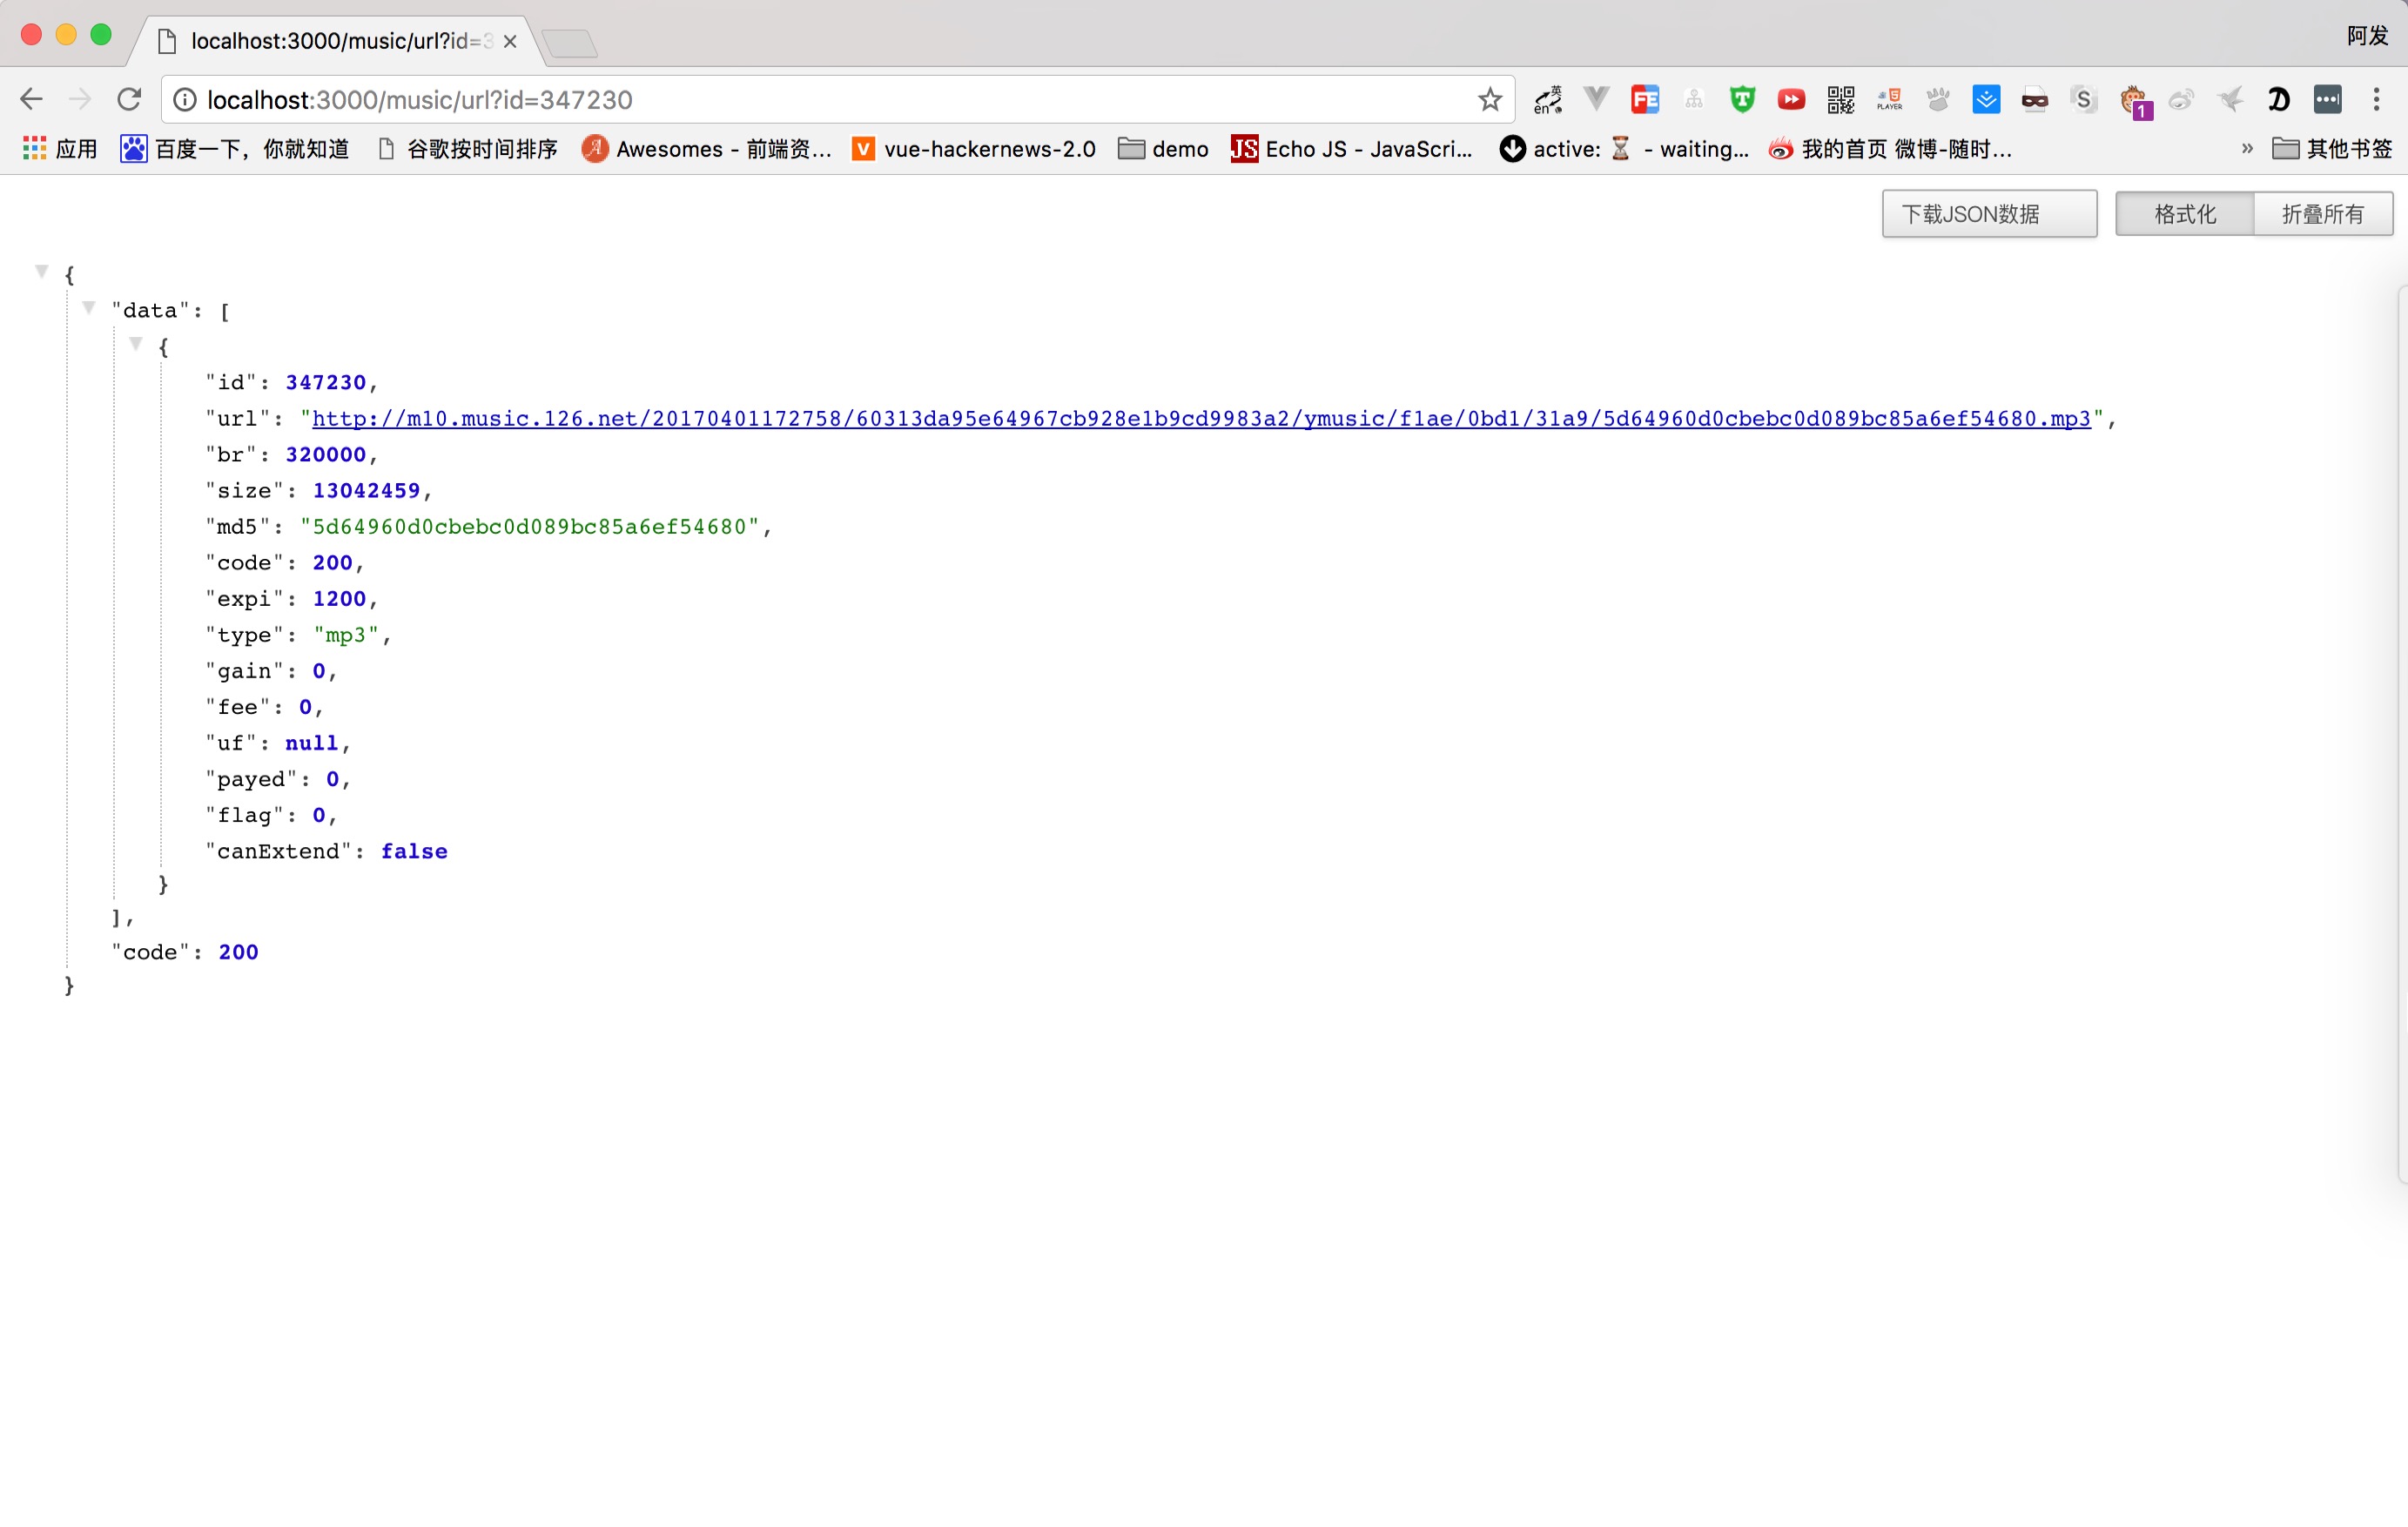 localhost:3000/music/url?id=3
阿发
localhost:3000/music/url?id=347230
英
en
FE
T
PLAYER
S
1
D
应用 百度一下，你就知道 谷歌按时间排序 Awesomes - 前端资... V vue-hackernews-2.0 demo JS Echo JS - JavaScri... active: ⏳ - waiting... 我的首页 微博-随时... » 其他书签
下载JSON数据 格式化 折叠所有
{
"data": [
{
"id": 347230,
"url": "http://m10.music.126.net/20170401172758/60313da95e64967cb928e1b9cd9983a2/ymusic/f1ae/0bd1/31a9/5d64960d0cbebc0d089bc85a6ef54680.mp3",
"br": 320000,
"size": 13042459,
"md5": "5d64960d0cbebc0d089bc85a6ef54680",
"code": 200,
"expi": 1200,
"type": "mp3",
"gain": 0,
"fee": 0,
"uf": null,
"payed": 0,
"flag": 0,
"canExtend": false
}
],
"code": 200
}